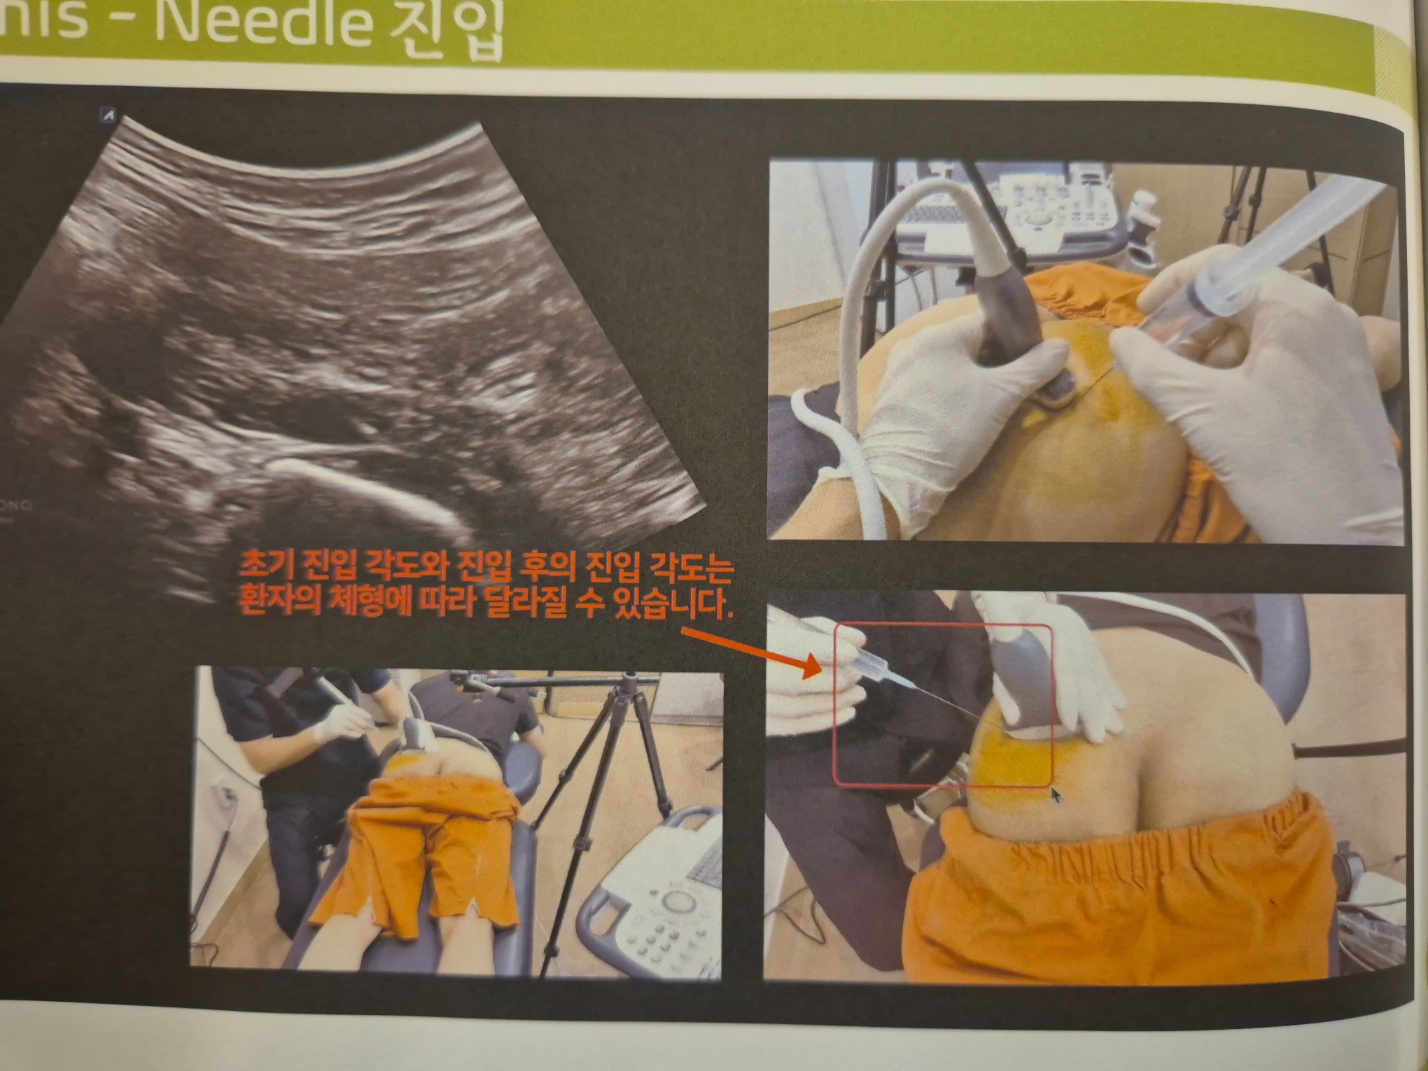 Needle 진입
초기 진입 각도와 진입 후의 진입 각도는
환자의 체형에 따라 달라질 수 있습니다.